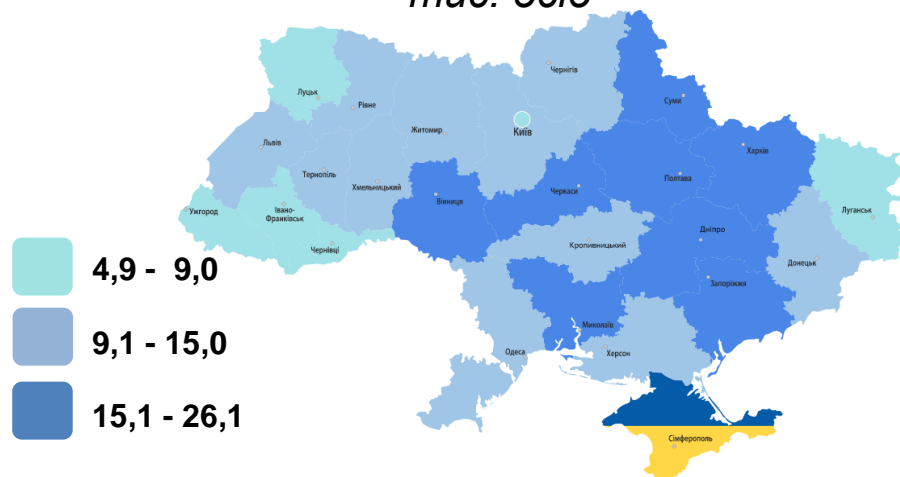 тис. осіб
Чернігів
Луцьк
Рівне
Суми
Київ
Житомир
Львів
Харків
Тернопіль
Хмельницький
Полтава
Черкаси
Вінниця
Ужгород
Івано-
Франківськ
Луганськ
Дніпро
Чернівці
Кропивницький
Донецьк
4,9 - 9,0
Запоріжжя
Миколаїв
9,1 - 15,0
Одеса
Херсон
15,1 - 26,1
Сімферополь